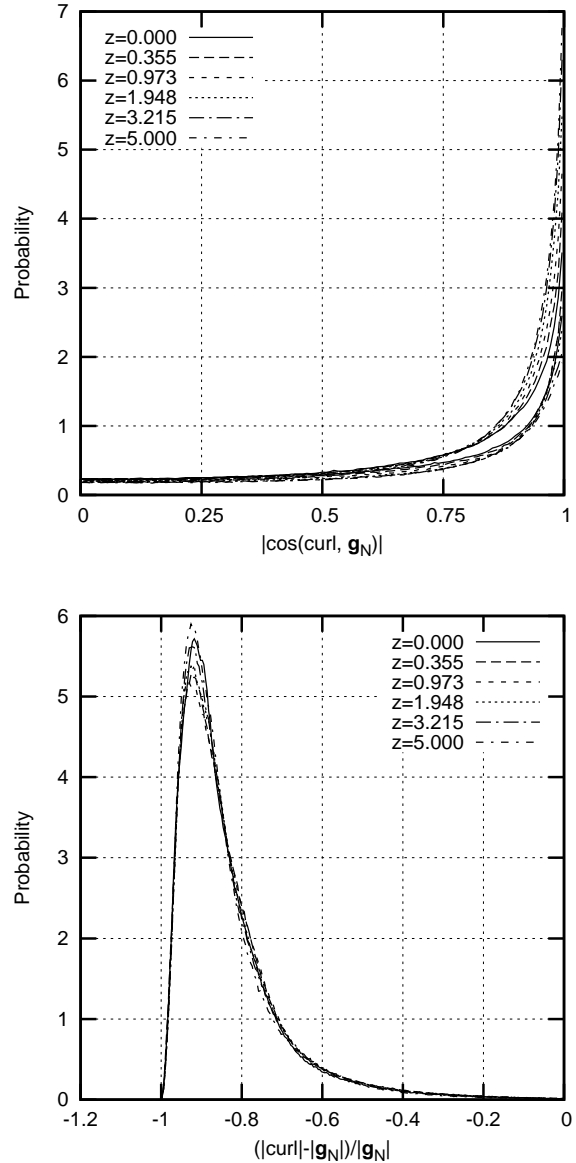 7
6
5
4
3
2
1
0
Probability
z=0.000
z=0.355
z=0.973
z=1.948
z=3.215
z=5.000
0 0.25 0.5 0.75 1
|cos(curl, gN)|
6
5
4
3
2
1
0
Probability
z=0.000
z=0.355
z=0.973
z=1.948
z=3.215
z=5.000
-1.2 -1 -0.8 -0.6 -0.4 -0.2 0
(|curl|-|gN|)/|gN|